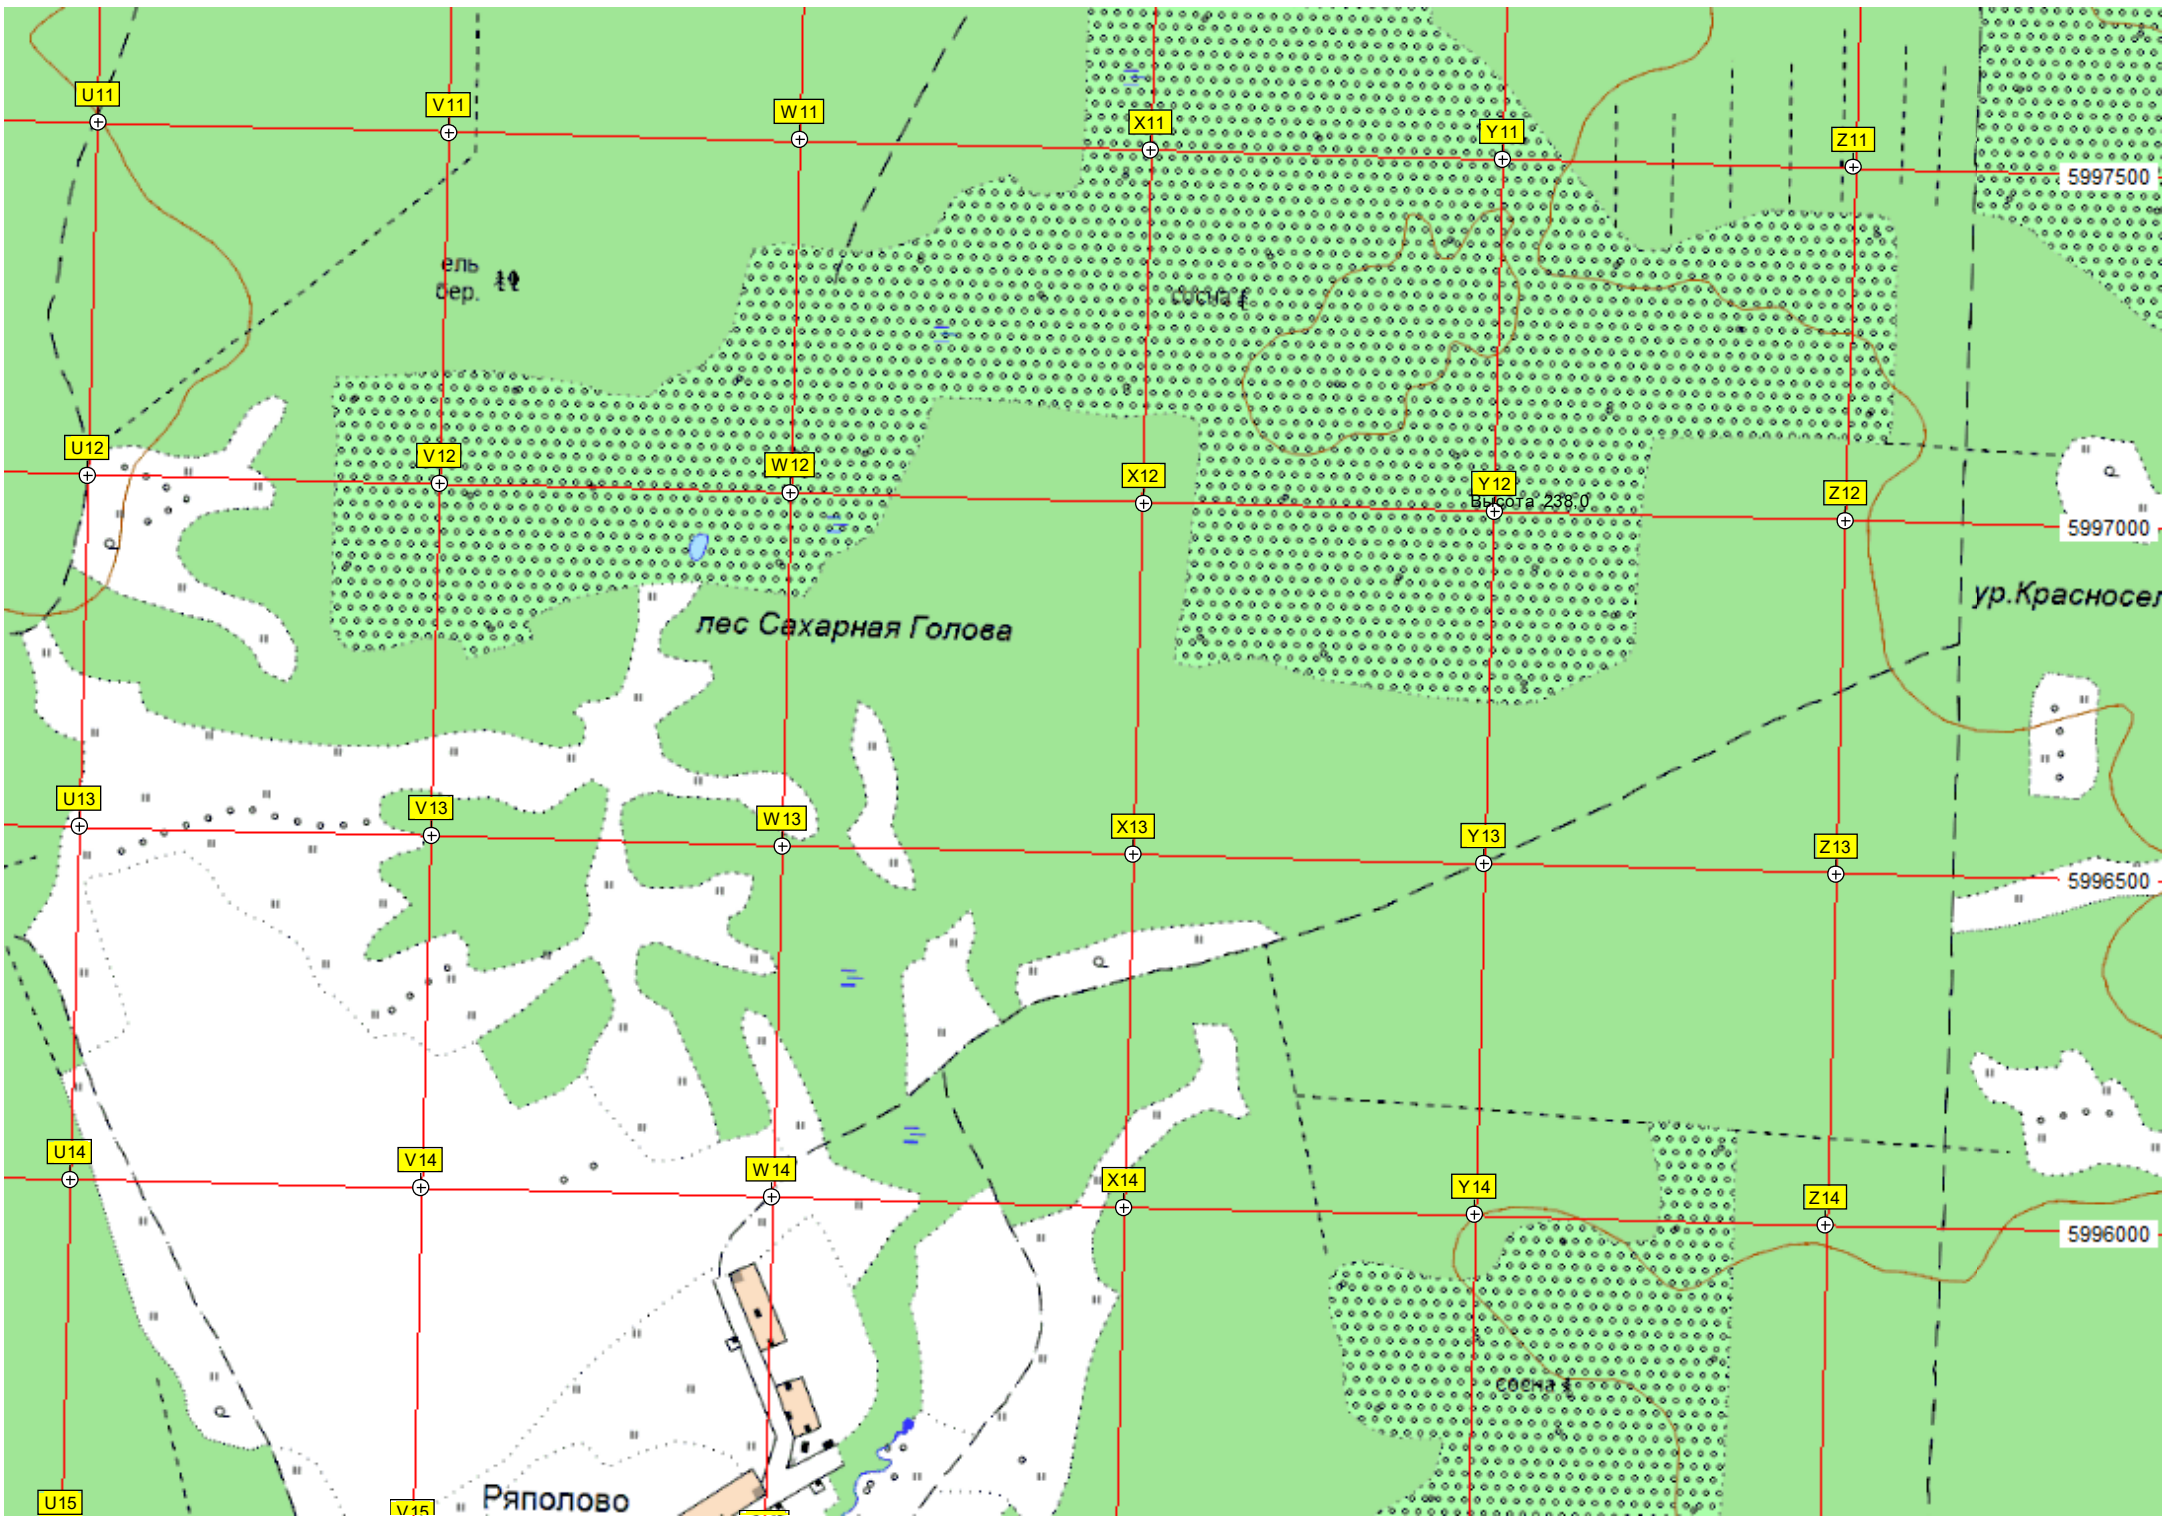 U11
V11
W11
X11
Y11
Z11
5997500
ель
бер.
сосна
U12
V12
W12
X12
Y12
Z12
Высота 238,0
5997000
лес Сахарная Голова
ур.Красносел
U13
V13
W13
X13
Y13
Z13
5996500
U14
V14
W14
X14
Y14
Z14
5996000
сосна
Ряполово
U15
V15